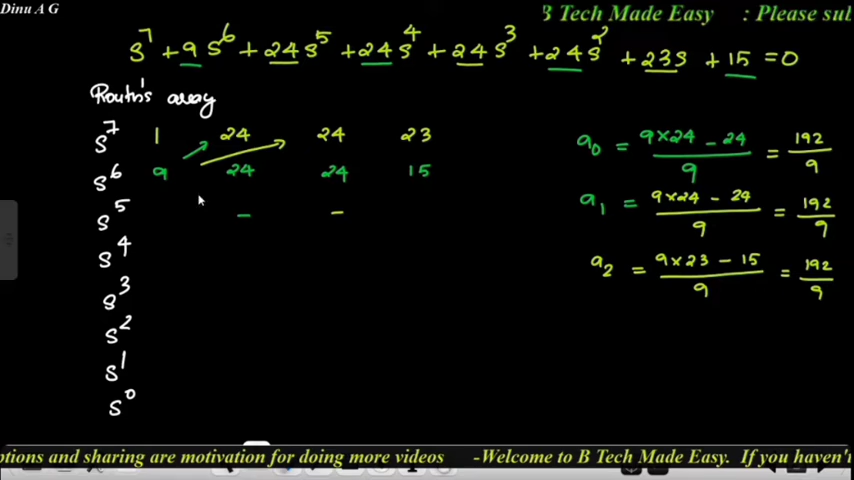 Dinu A G
B Tech Made Easy : Please sul
s⁷ + 9s⁶ + 24s⁵ + 24s⁴ + 24s³ + 24s² + 23s + 15 = 0
Routh's array
s⁷ 1 24 24 23
s⁶ 9 24 24 15
s⁵ - -
s⁴
s³
s²
s¹
s⁰
a₀ = (9×24 - 24)/9 = 192/9
a₁ = (9×24 - 24)/9 = 192/9
a₂ = (9×23 - 15)/9 = 192/9
ptions and sharing are motivation for doing more videos -Welcome to B Tech Made Easy. If you haven'